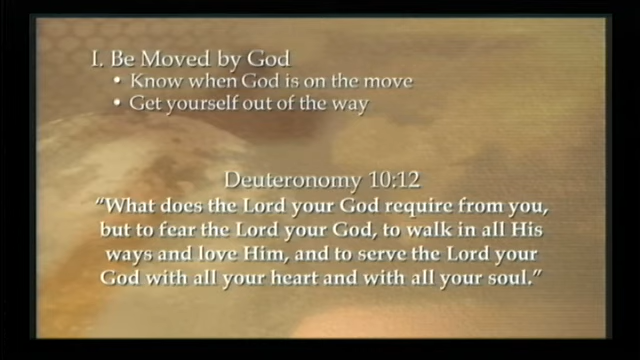 I. Be Moved by God
• Know when God is on the move
• Get yourself out of the way
Deuteronomy 10:12
“What does the Lord your God require from you,
but to fear the Lord your God, to walk in all His
ways and love Him, and to serve the Lord your
God with all your heart and with all your soul.”